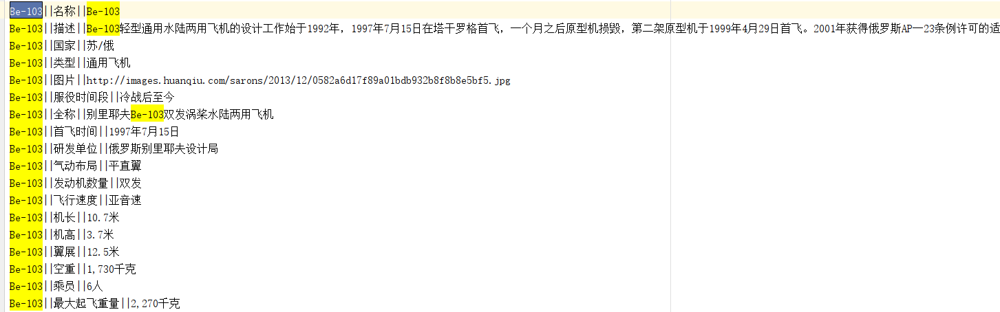 Be-103||名称||Be-103
Be-103||描述||Be-103轻型通用水陆两用飞机的设计工作始于1992年，1997年7月15日在塔干罗格首飞，一个月之后原型机损毁，第二架原型机于1999年4月29日首飞。2001年获得俄罗斯AP—23条例许可的适
Be-103||国家||苏/俄
Be-103||类型||通用飞机
Be-103||图片||http://images.huanqiu.com/sarons/2013/12/0582a6d17f89a01bdb932b8f8b8e5bf5.jpg
Be-103||服役时间段||冷战后至今
Be-103||全称||别里耶夫Be-103双发涡桨水陆两用飞机
Be-103||首飞时间||1997年7月15日
Be-103||研发单位||俄罗斯别里耶夫设计局
Be-103||气动布局||平直翼
Be-103||发动机数量||双发
Be-103||飞行速度||亚音速
Be-103||机长||10.7米
Be-103||机高||3.7米
Be-103||翼展||12.5米
Be-103||空重||1,730千克
Be-103||乘员||6人
Be-103||最大起飞重量||2,270千克